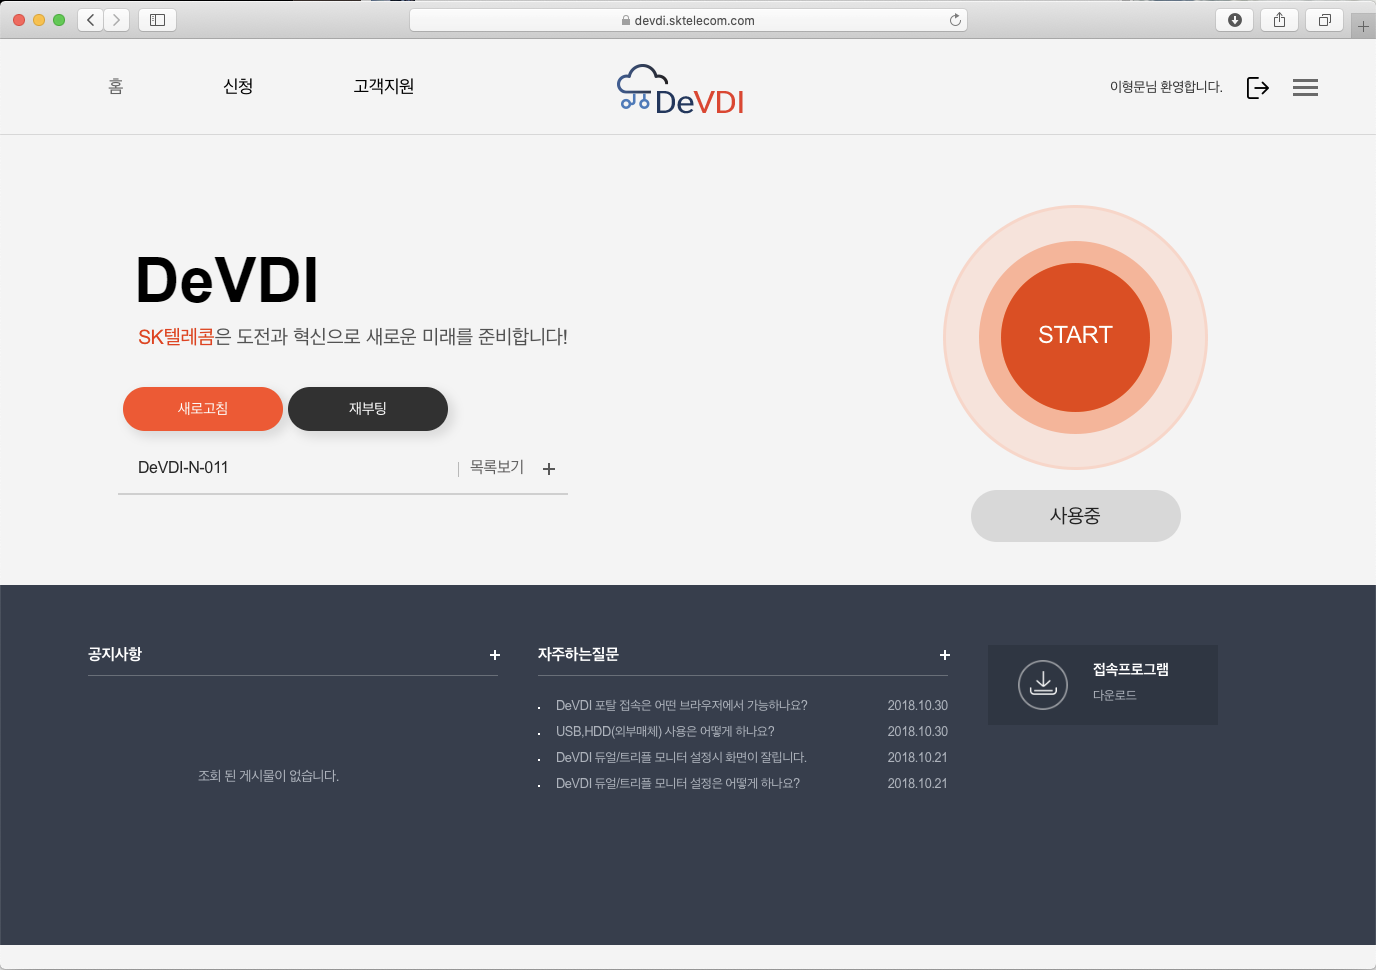 devdi.sktelecom.com
홈 신청 고객지원
DeVDI
이형문님 환영합니다.
DeVDI
SK텔레콤은 도전과 혁신으로 새로운 미래를 준비합니다!
새로고침 재부팅
DeVDI-N-011 목록보기
START
사용중
공지사항
조회 된 게시물이 없습니다.
자주하는질문
DeVDI 포탈 접속은 어떤 브라우저에서 가능하나요? 2018.10.30
USB,HDD(외부매체) 사용은 어떻게 하나요? 2018.10.30
DeVDI 듀얼/트리플 모니터 설정시 화면이 잘립니다. 2018.10.21
DeVDI 듀얼/트리플 모니터 설정은 어떻게 하나요? 2018.10.21
접속프로그램
다운로드